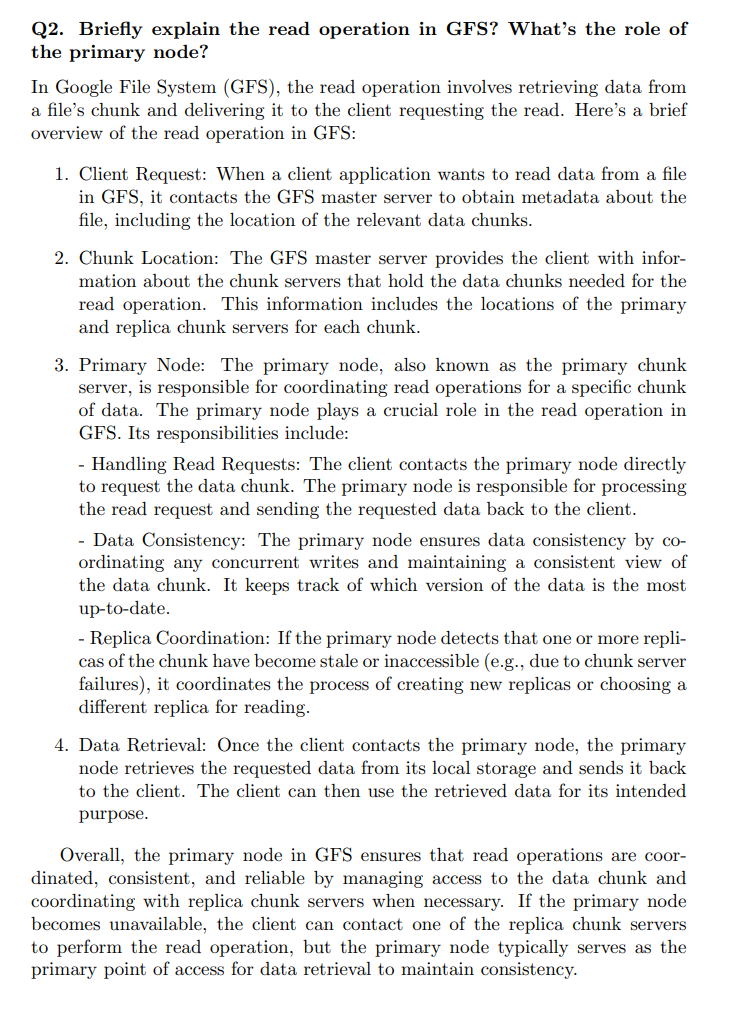 Q2. Briefly explain the read operation in GFS? What's the role of
the primary node?
In Google File System (GFS), the read operation involves retrieving data from
a file's chunk and delivering it to the client requesting the read. Here's a brief
overview of the read operation in GFS:
1. Client Request: When a client application wants to read data from a file
in GFS, it contacts the GFS master server to obtain metadata about the
file, including the location of the relevant data chunks.
2. Chunk Location: The GFS master server provides the client with infor-
mation about the chunk servers that hold the data chunks needed for the
read operation. This information includes the locations of the primary
and replica chunk servers for each chunk.
3. Primary Node: The primary node, also known as the primary chunk
server, is responsible for coordinating read operations for a specific chunk
of data. The primary node plays a crucial role in the read operation in
GFS. Its responsibilities include:
- Handling Read Requests: The client contacts the primary node directly
to request the data chunk. The primary node is responsible for processing
the read request and sending the requested data back to the client.
- Data Consistency: The primary node ensures data consistency by co-
ordinating any concurrent writes and maintaining a consistent view of
the data chunk. It keeps track of which version of the data is the most
up-to-date.
- Replica Coordination: If the primary node detects that one or more repli-
cas of the chunk have become stale or inaccessible (e.g., due to chunk server
failures), it coordinates the process of creating new replicas or choosing a
different replica for reading.
4. Data Retrieval: Once the client contacts the primary node, the primary
node retrieves the requested data from its local storage and sends it back
to the client. The client can then use the retrieved data for its intended
purpose.
Overall, the primary node in GFS ensures that read operations are coor-
dinated, consistent, and reliable by managing access to the data chunk and
coordinating with replica chunk servers when necessary. If the primary node
becomes unavailable, the client can contact one of the replica chunk servers
to perform the read operation, but the primary node typically serves as the
primary point of access for data retrieval to maintain consistency.